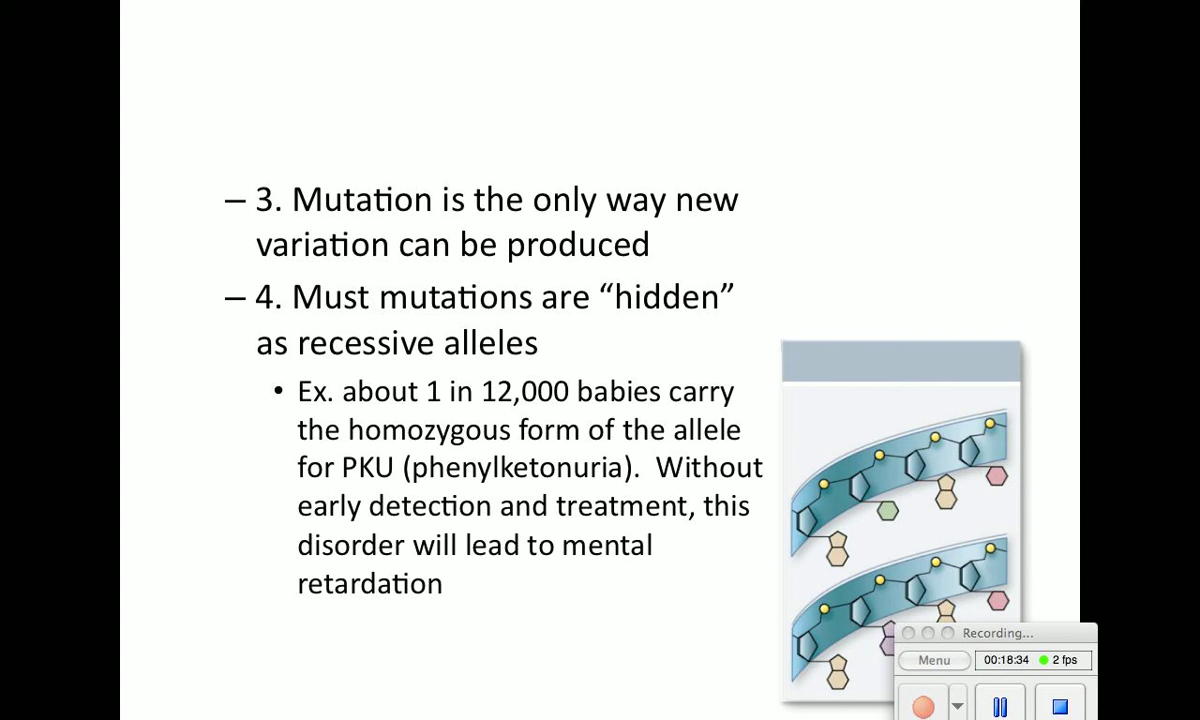 – 3. Mutation is the only way new
variation can be produced
– 4. Must mutations are “hidden”
as recessive alleles
• Ex. about 1 in 12,000 babies carry
the homozygous form of the allele
for PKU (phenylketonuria).  Without
early detection and treatment, this
disorder will lead to mental
retardation
Recording...
Menu
00:18:34
2 fps